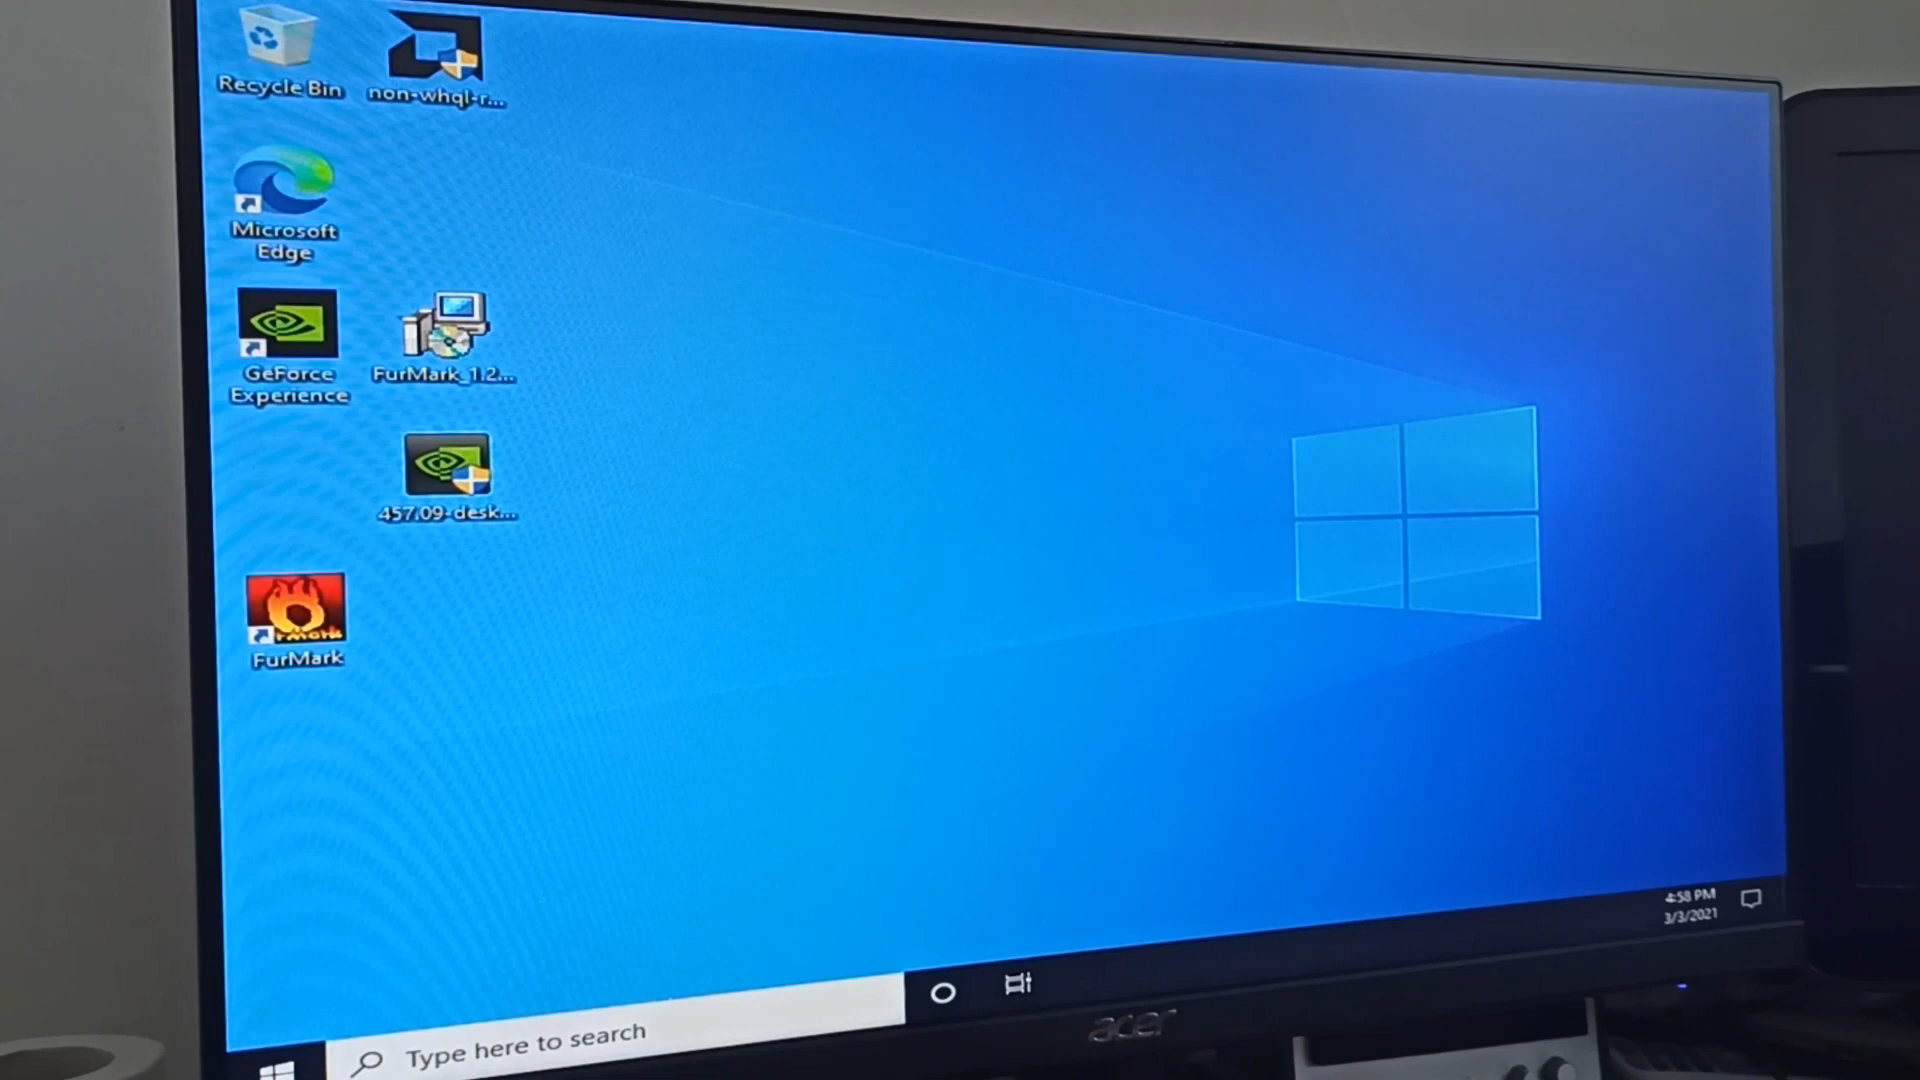 Recycle Bin
non-whql-r...
Microsoft
Edge
GeForce
Experience
FurMark_1.2...
457.09-desk...
FurMark
4:58 PM
3/3/2021
Type here to search
acer